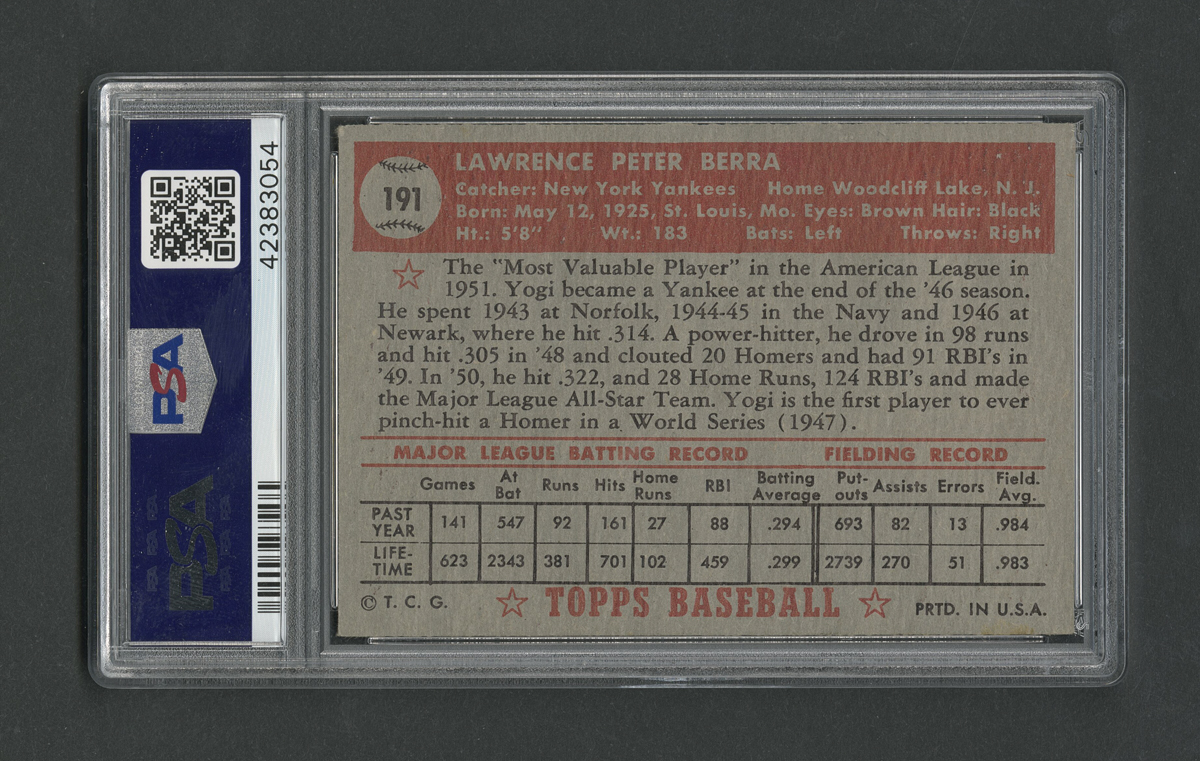 42383054
PSA
PSA
191
LAWRENCE PETER BERRA
Catcher: New York Yankees Home Woodcliff Lake, N. J.
Born: May 12, 1925, St. Louis, Mo. Eyes: Brown Hair: Black
Ht.: 5'8" Wt.: 183 Bats: Left Throws: Right
The "Most Valuable Player" in the American League in
1951. Yogi became a Yankee at the end of the '46 season.
He spent 1943 at Norfolk, 1944-45 in the Navy and 1946 at
Newark, where he hit .314. A power-hitter, he drove in 98 runs
and hit .305 in '48 and clouted 20 Homers and had 91 RBI's in
'49. In '50, he hit .322, and 28 Home Runs, 124 RBI's and made
the Major League All-Star Team. Yogi is the first player to ever
pinch-hit a Homer in a World Series (1947).
MAJOR LEAGUE BATTING RECORD FIELDING RECORD
Games At Bat Runs Hits Home Runs RBI Batting Average Put-outs Assists Errors Field. Avg.
PAST YEAR 141 547 92 161 27 88 .294 693 82 13 .984
LIFE-TIME 623 2343 381 701 102 459 .299 2739 270 51 .983
© T. C. G. ☆ TOPPS BASEBALL ☆ PRTD. IN U.S.A.